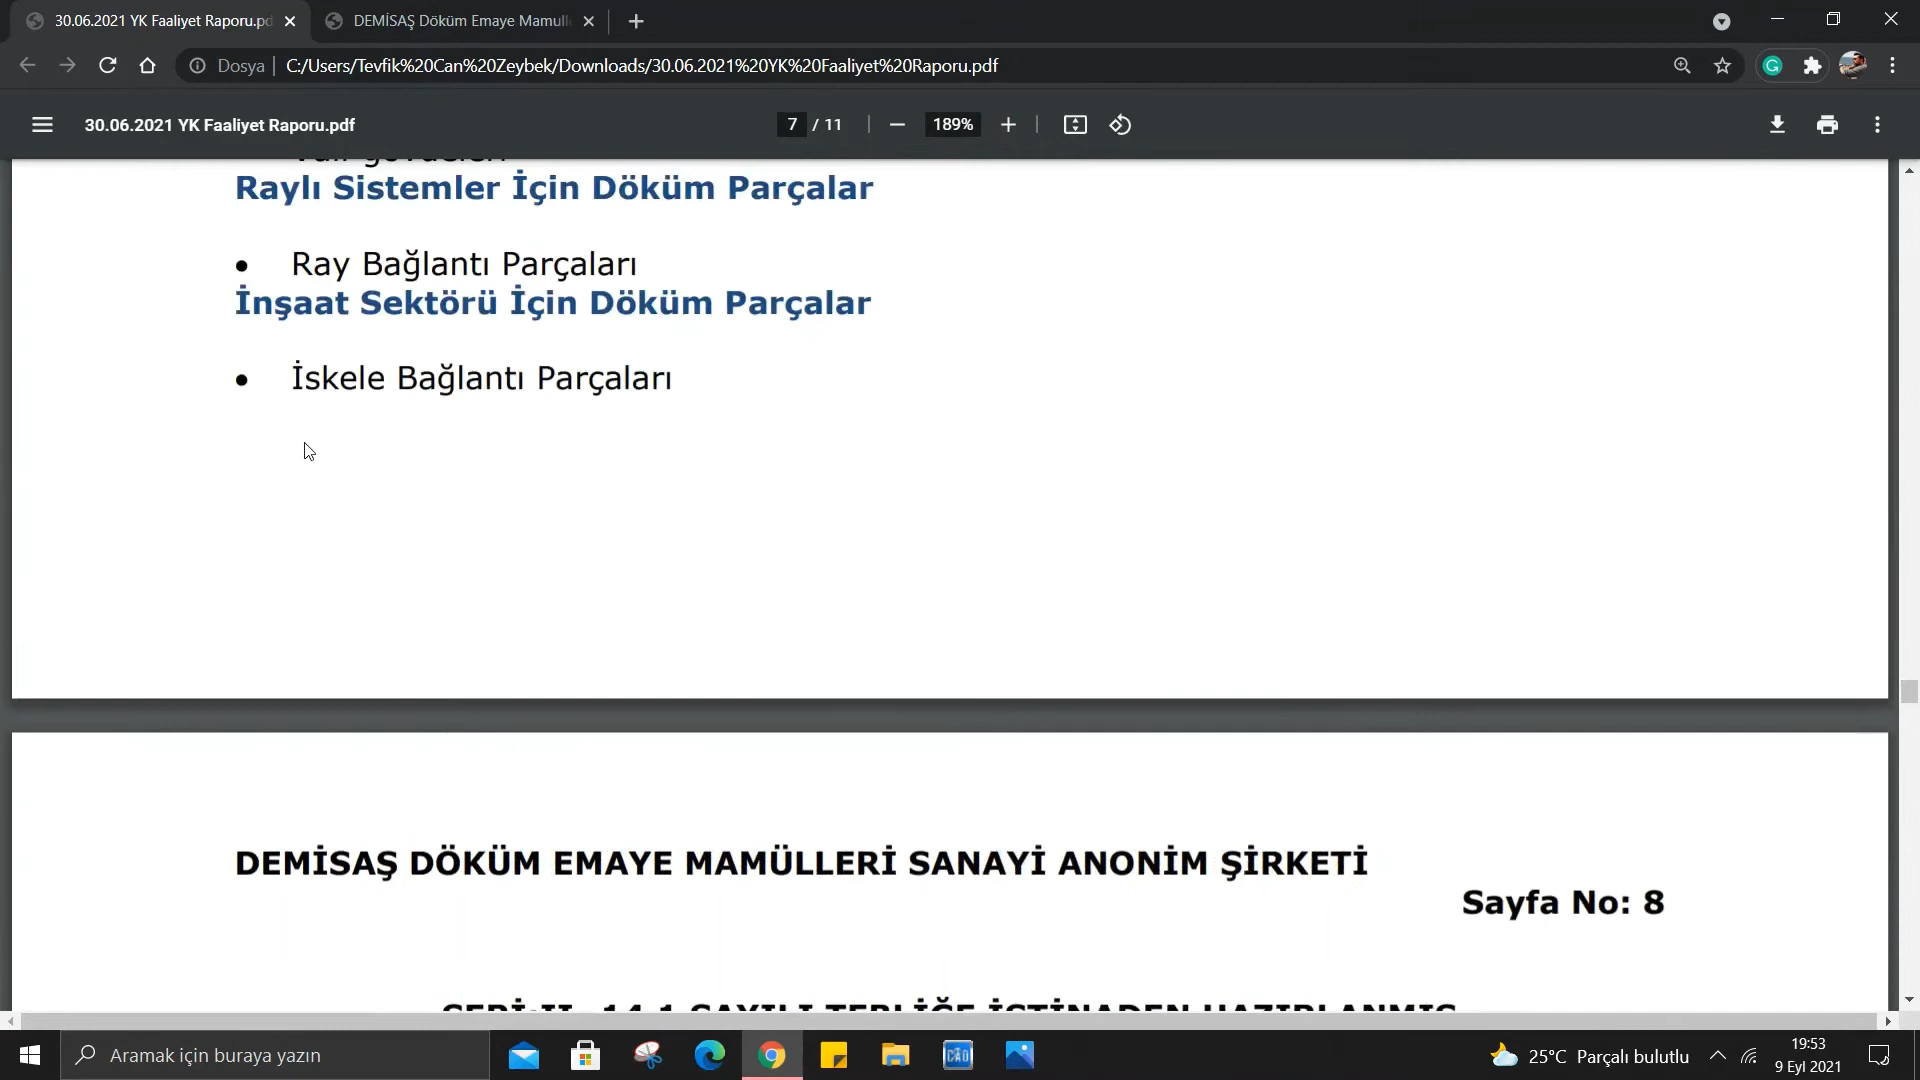 30.06.2021 YK Faaliyet Raporu.pd
DEMİSAŞ Döküm Emaye Mamull
Dosya
C:/Users/Tevfik%20Can%20Zeybek/Downloads/30.06.2021%20YK%20Faaliyet%20Raporu.pdf
30.06.2021 YK Faaliyet Raporu.pdf
7 / 11
189%
Raylı Sistemler İçin Döküm Parçalar
• Ray Bağlantı Parçaları
İnşaat Sektörü İçin Döküm Parçalar
• İskele Bağlantı Parçaları
DEMİSAŞ DÖKÜM EMAYE MAMÜLLERİ SANAYİ ANONİM ŞİRKETİ
Sayfa No: 8
Aramak için buraya yazın
25°C Parçalı bulutlu
19:53
9 Eyl 2021